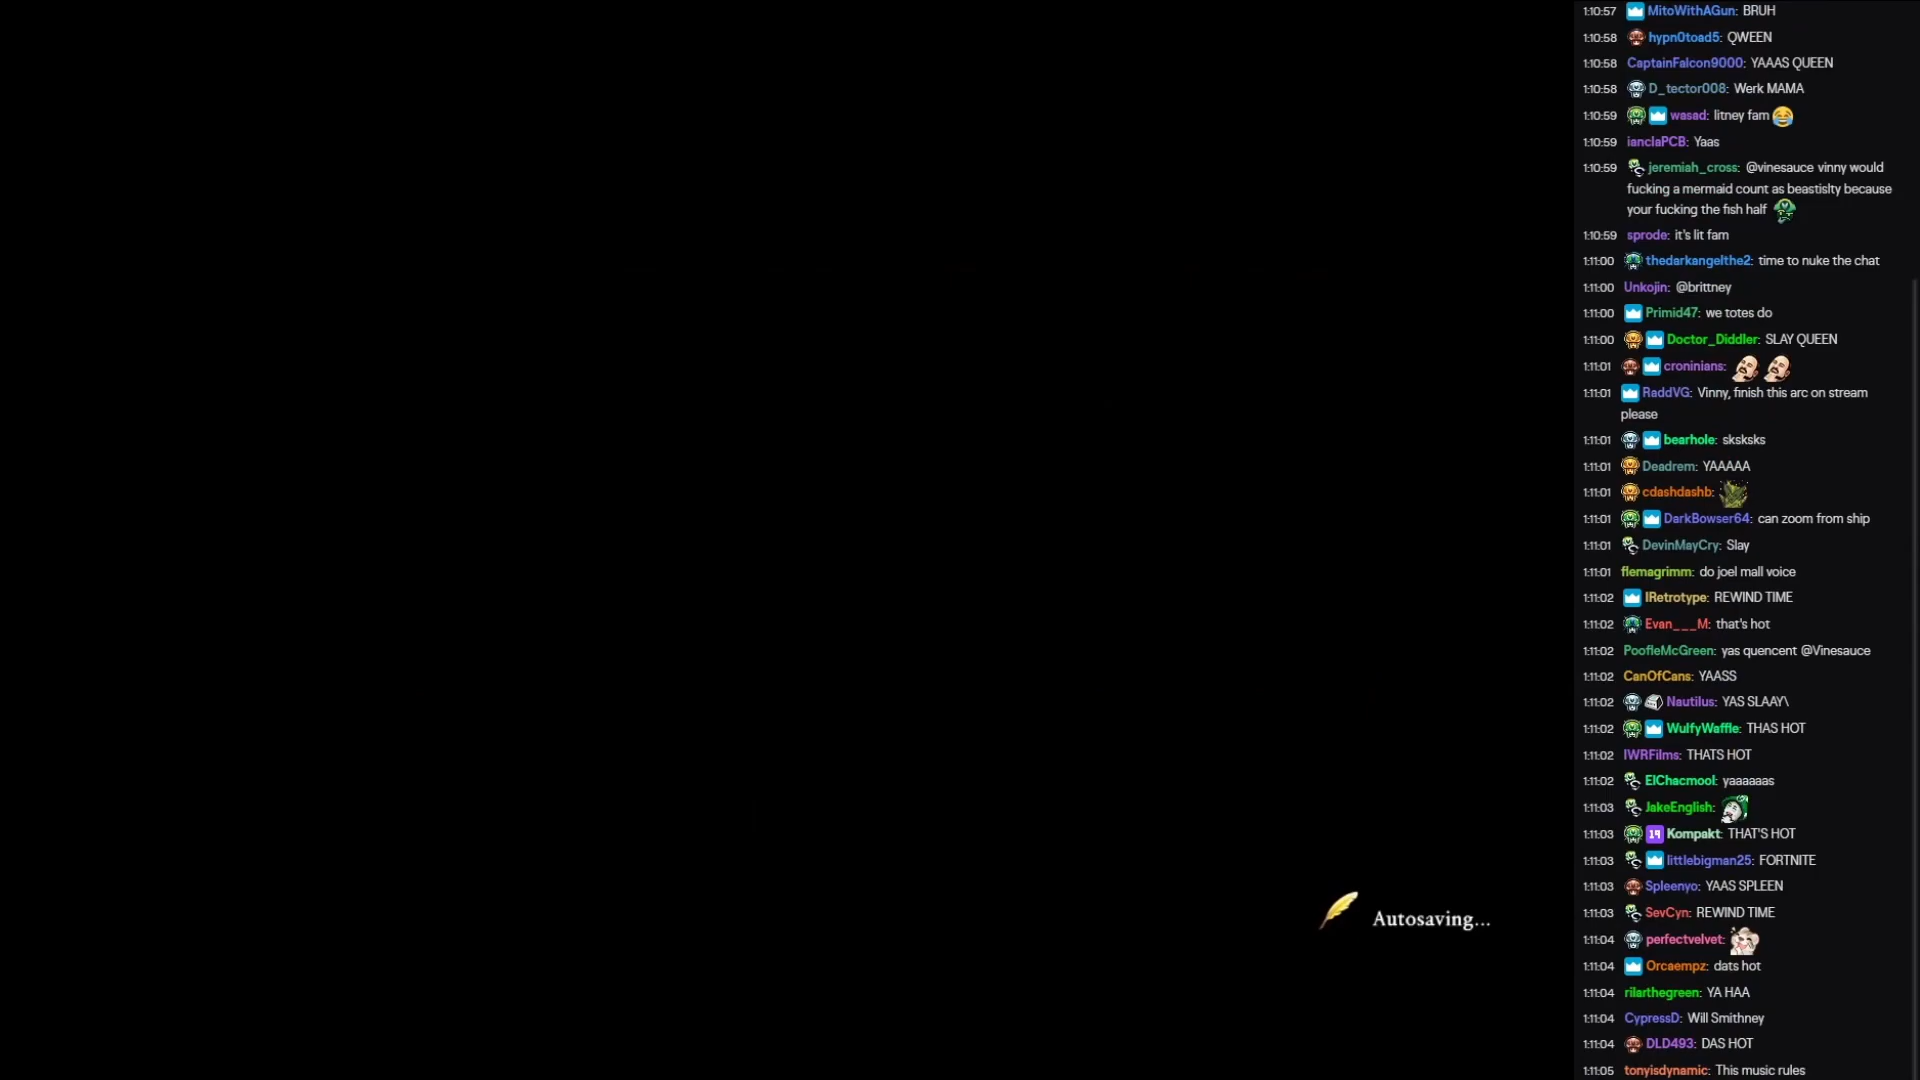 1:10:57 MitoWithAGun: BRUH
1:10:58 hypn0toad5: QWEEN
1:10:58 CaptainFalcon9000: YAAAS QUEEN
1:10:58 D_tector008: Werk MAMA
1:10:59 wasad: litney fam
1:10:59 ianclaPCB: Yaas
1:10:59 jeremiah_cross: @vinesauce vinny would
fucking a mermaid count as beastislty because
your fucking the fish half
1:10:59 sprode: it's lit fam
1:11:00 thedarkangelthe2: time to nuke the chat
1:11:00 Unkojin: @brittney
1:11:00 Primid47: we totes do
1:11:00 Doctor_Diddler: SLAY QUEEN
1:11:01 croninians:
1:11:01 RaddVG: Vinny, finish this arc on stream
please
1:11:01 bearhole: sksksks
1:11:01 Deadrem: YAAAAA
1:11:01 cdashdashb:
1:11:01 DarkBowser64: can zoom from ship
1:11:01 DevinMayCry: Slay
1:11:01 flemagrimm: do joel mall voice
1:11:02 IRetrotype: REWIND TIME
1:11:02 Evan___M: that's hot
1:11:02 PoofleMcGreen: yas quencent @Vinesauce
1:11:02 CanOfCans: YAASS
1:11:02 Nautilus: YAS SLAAY\
1:11:02 WulfyWaffle: THAS HOT
1:11:02 IWRFilms: THATS HOT
1:11:02 ElChacmool: yaaaaaas
1:11:03 JakeEnglish:
1:11:03 19 Kompakt: THAT'S HOT
1:11:03 littlebigman25: FORTNITE
1:11:03 Spleenyo: YAAS SPLEEN
1:11:03 SevCyn: REWIND TIME
1:11:04 perfectvelvet:
1:11:04 Orcaempz: dats hot
1:11:04 rilarthegreen: YA HAA
1:11:04 CypressD: Will Smithney
1:11:04 DLD493: DAS HOT
1:11:05 tonyisdynamic: This music rules
Autosaving...